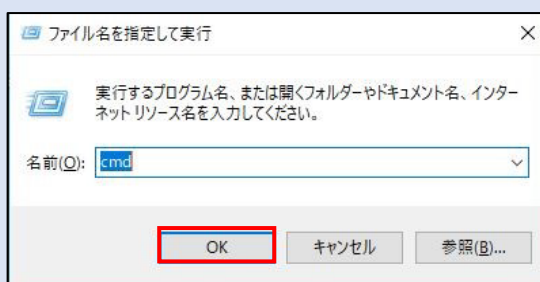 ファイル名を指定して実行
実行するプログラム名、または開くフォルダーやドキュメント名、インター
ネット リソース名を入力してください。
名前(O): cmd
OK キャンセル 参照(B)...